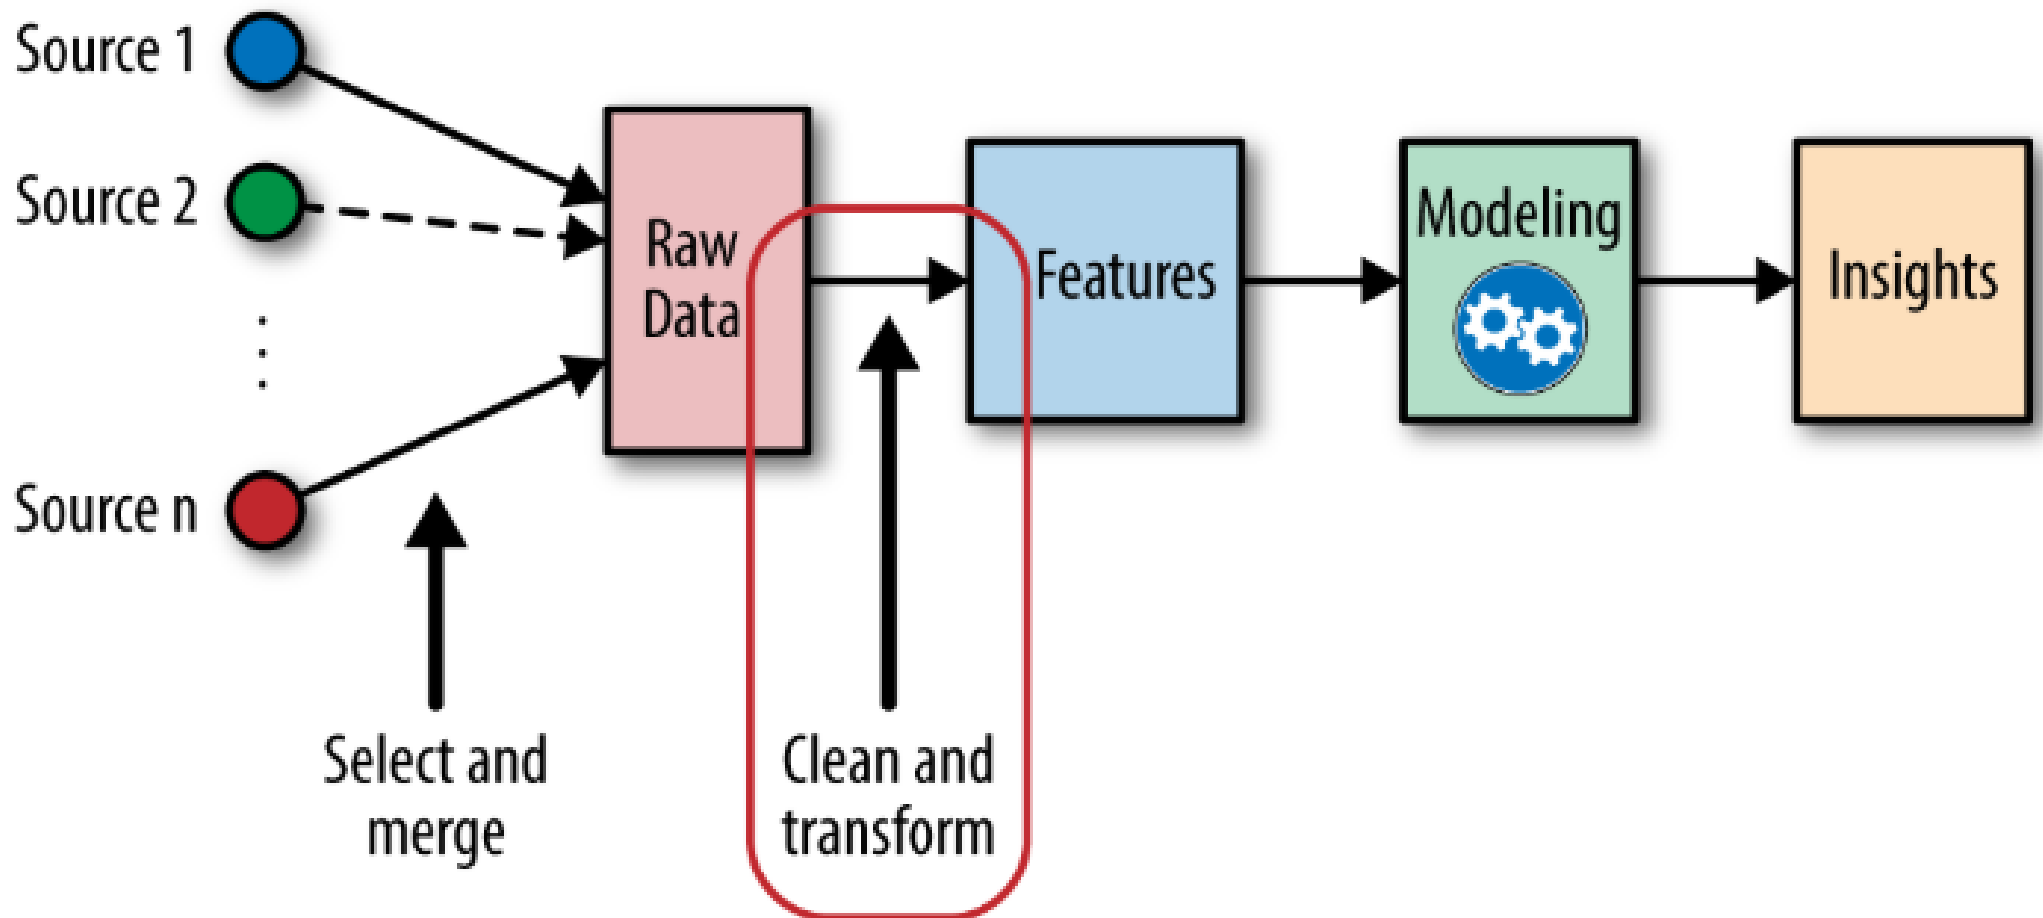 Source 1
Source 2
Source n
Select and
merge
Raw
Data
Clean and
transform
Features
Modeling
Insights